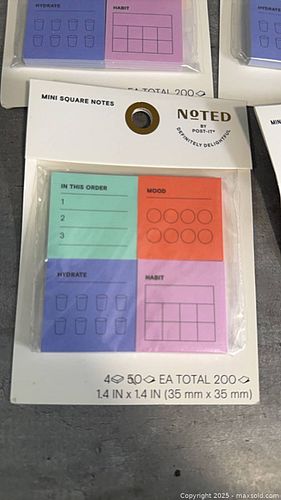 HYDRATE
HABIT
EA TOTAL 200
MINI SQUARE NOTES
NOTED
BY
POST-IT®
DEFINITELY DELIGHTFUL
IN THIS ORDER
1
2
3
MOOD
HYDRATE
HABIT
4 50 EA TOTAL 200
1.4 IN x 1.4 IN (35 mm x 35 mm)
HYDRATE
MIN
Copyright © 2025 - maxsold.com